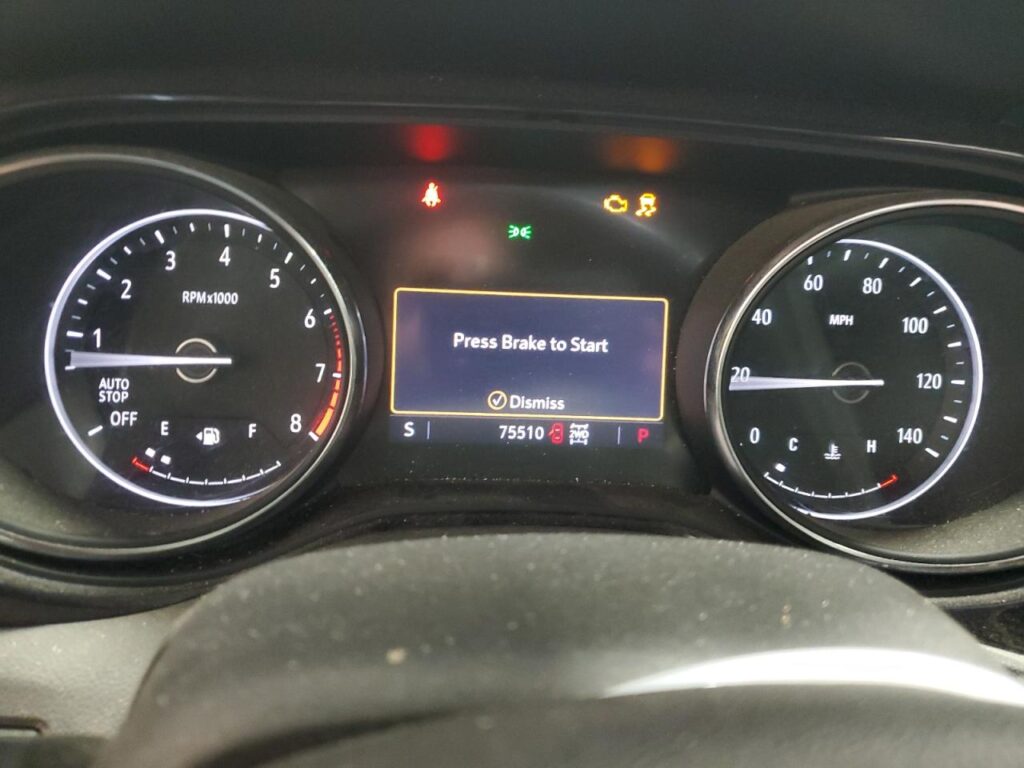 1
2
3
4
5
6
7
8
RPMx1000
AUTO
STOP
OFF
E
F
Press Brake to Start
Dismiss
S
75510
2WD
P
0
20
40
60
80
100
120
140
MPH
C
H